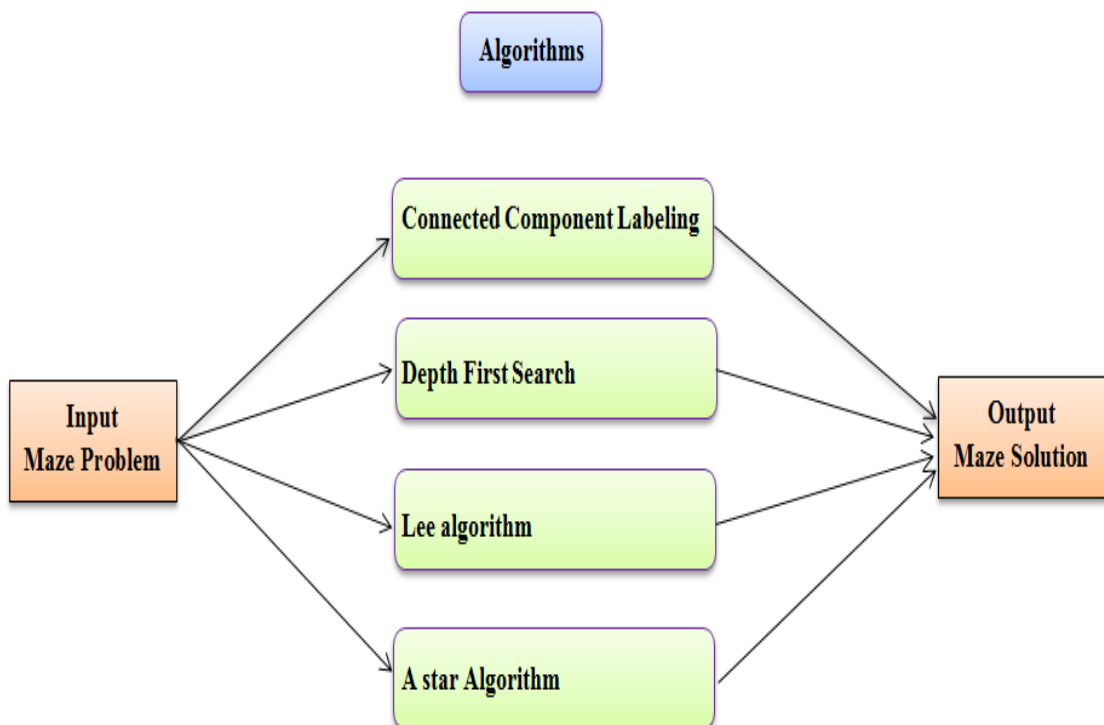 Algorithms
Connected Component Labeling
Depth First Search
Input
Maze Problem
Output
Maze Solution
Lee algorithm
A star Algorithm